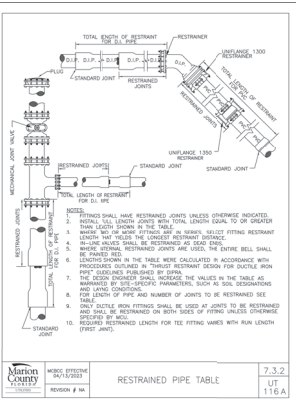 TOTAL LENGTH OF RESTRAINT
FOR D.I. PIPE
RESTRAINER
UNIFLANGE 1300
RESTRAINER
PLUG
D.I.P.
D.I.P.
D.I.P.
D.I.P.
STANDARD JOINT
RESTRAINED
JOINTS
TOTAL LENGTH OF RESTRAINT
FOR PVC
PVC
PVC
RESTRAINED
JOINTS
MECHANICAL JOINT VALVE
RESTRAINED JOINTS
STANDARD JOINT
UNIFLANGE 1350
RESTRAINER
STANDARD
JOINT
TOTAL LENGTH OF RESTRAINT
FOR D.I. PIPE
RESTRAINED JOINTS
TOTAL LENGTH OF RESTRAINT
FOR D.I. PIPE
STANDARD
JOINT
NOTES:
1. FITTINGS SHALL HAVE RESTRAINED JOINTS UNLESS OTHERWISE INDICATED.
2. INSTALL FULL LENGTH JOINTS WITH TOTAL LENGTH EQUAL TO OR GREATER
THAN LENGTH SHOWN IN THE TABLE.
3. WHERE TWO OR MORE FITTINGS ARE IN SERIES, SELECT FITTING RESTRAINT
LENGTH THAT YIELDS THE LONGEST RESTRAINT DISTANCE.
4. IN-LINE VALVES SHALL BE RESTRAINED AS DEAD ENDS.
5. WHERE INTERNAL RESTRAINED JOINTS ARE USED, THE ENTIRE BELL SHALL
BE PAINTED RED.
6. LENGTHS SHOWN IN THE TABLE WERE CALCULATED IN ACCORDANCE WITH
PROCEDURES OUTLINED IN "THRUST RESTRAINT DESIGN FOR DUCTILE IRON
PIPE" GUIDELINES PUBLISHED BY DIPRA.
7. THE DESIGN ENGINEER SHALL INCREASE THE VALUES IN THE TABLE AS
WARRANTED BY SITE-SPECIFIC PARAMETERS, SUCH AS SOIL DESIGNATIONS
AND LAYING CONDITIONS.
8. FOR LENGTH OF PIPE AND NUMBER OF JOINTS TO BE RESTRAINED SEE
TABLE.
9. ONLY DUCTILE IRON FITTINGS SHALL BE USED AT JOINTS TO BE RESTRAINED
AND SHALL BE RESTRAINED ON BOTH SIDES OF FITTING UNLESS OTHERWISE
SPECIFIED BY MCU.
10. REQUIRED RESTRAINED LENGTH FOR TEE FITTING VARIES WITH RUN LENGTH
(FIRST JOINT).
Marion
County
FLORIDA
MCBCC EFFECTIVE
04/13/2023
REVISION # NA
RESTRAINED PIPE TABLE
7.3.2
UT
116 A